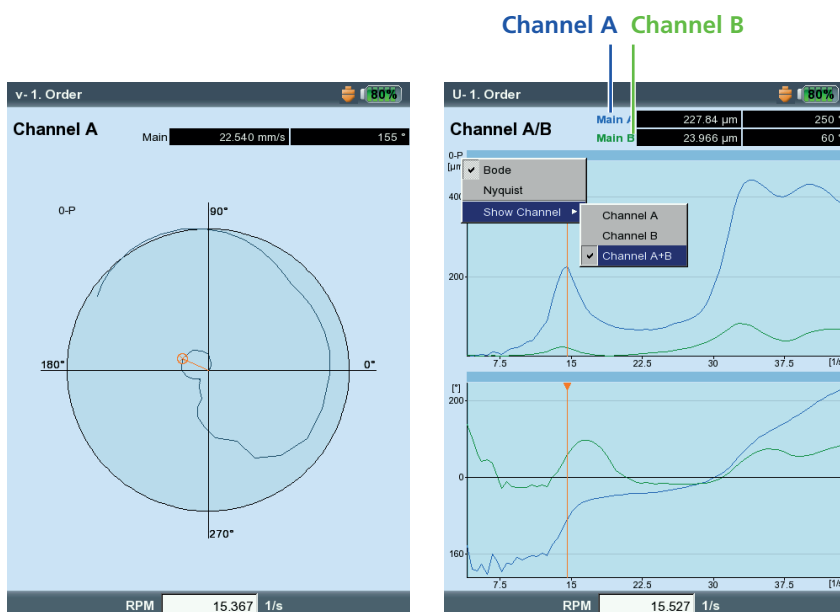 Channel A Channel B
v- 1. Order
80%
Channel A
Main 22.540 mm/s 155 °
0-P
90°
180°
0°
270°
RPM 15.367 1/s
U- 1. Order
80%
Channel A/B
Main A 227.84 µm 250 °
Main B 23.966 µm 60 °
0-P
[µm
Bode
Nyquist
Show Channel
Channel A
Channel B
Channel A+B
400
200
7.5 15 22.5 30 37.5 [1/s
[°]
200
0
160
7.5 15 22.5 30 37.5 [1/s
RPM 15.527 1/s